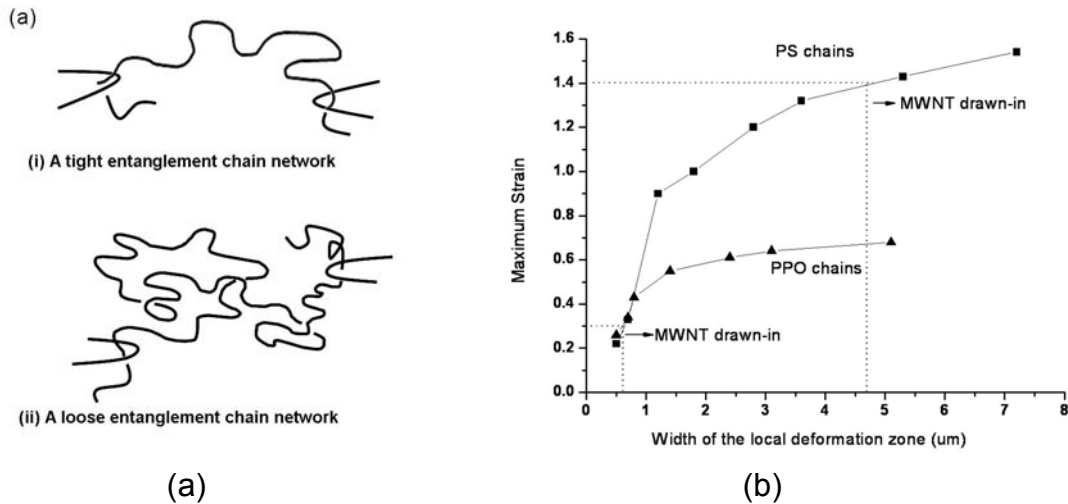 (a)
(i) A tight entanglement chain network
(ii) A loose entanglement chain network
(a)
1.6
1.4
1.2
1.0
0.8
0.6
0.4
0.2
0.0
Maximum Strain
PS chains
MWNT drawn-in
PPO chains
MWNT drawn-in
0 1 2 3 4 5 6 7 8
Width of the local deformation zone (um)
(b)